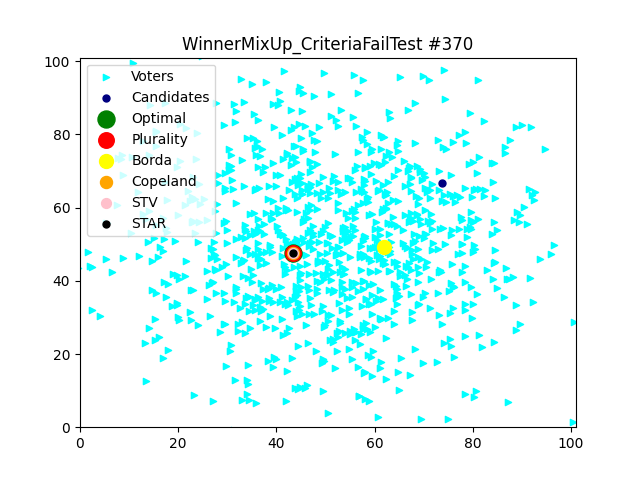 WinnerMixUp_CriteriaFailTest #370
100
80
60
40
20
0
0
20
40
60
80
100
Voters
Candidates
Optimal
Plurality
Borda
Copeland
STV
STAR